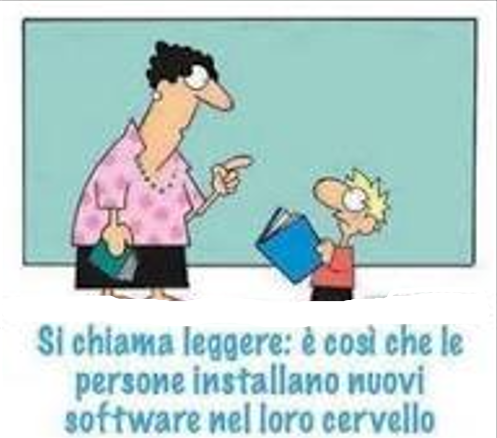 Si chiama leggere: è così che le
persone installano nuovi
software nel loro cervello